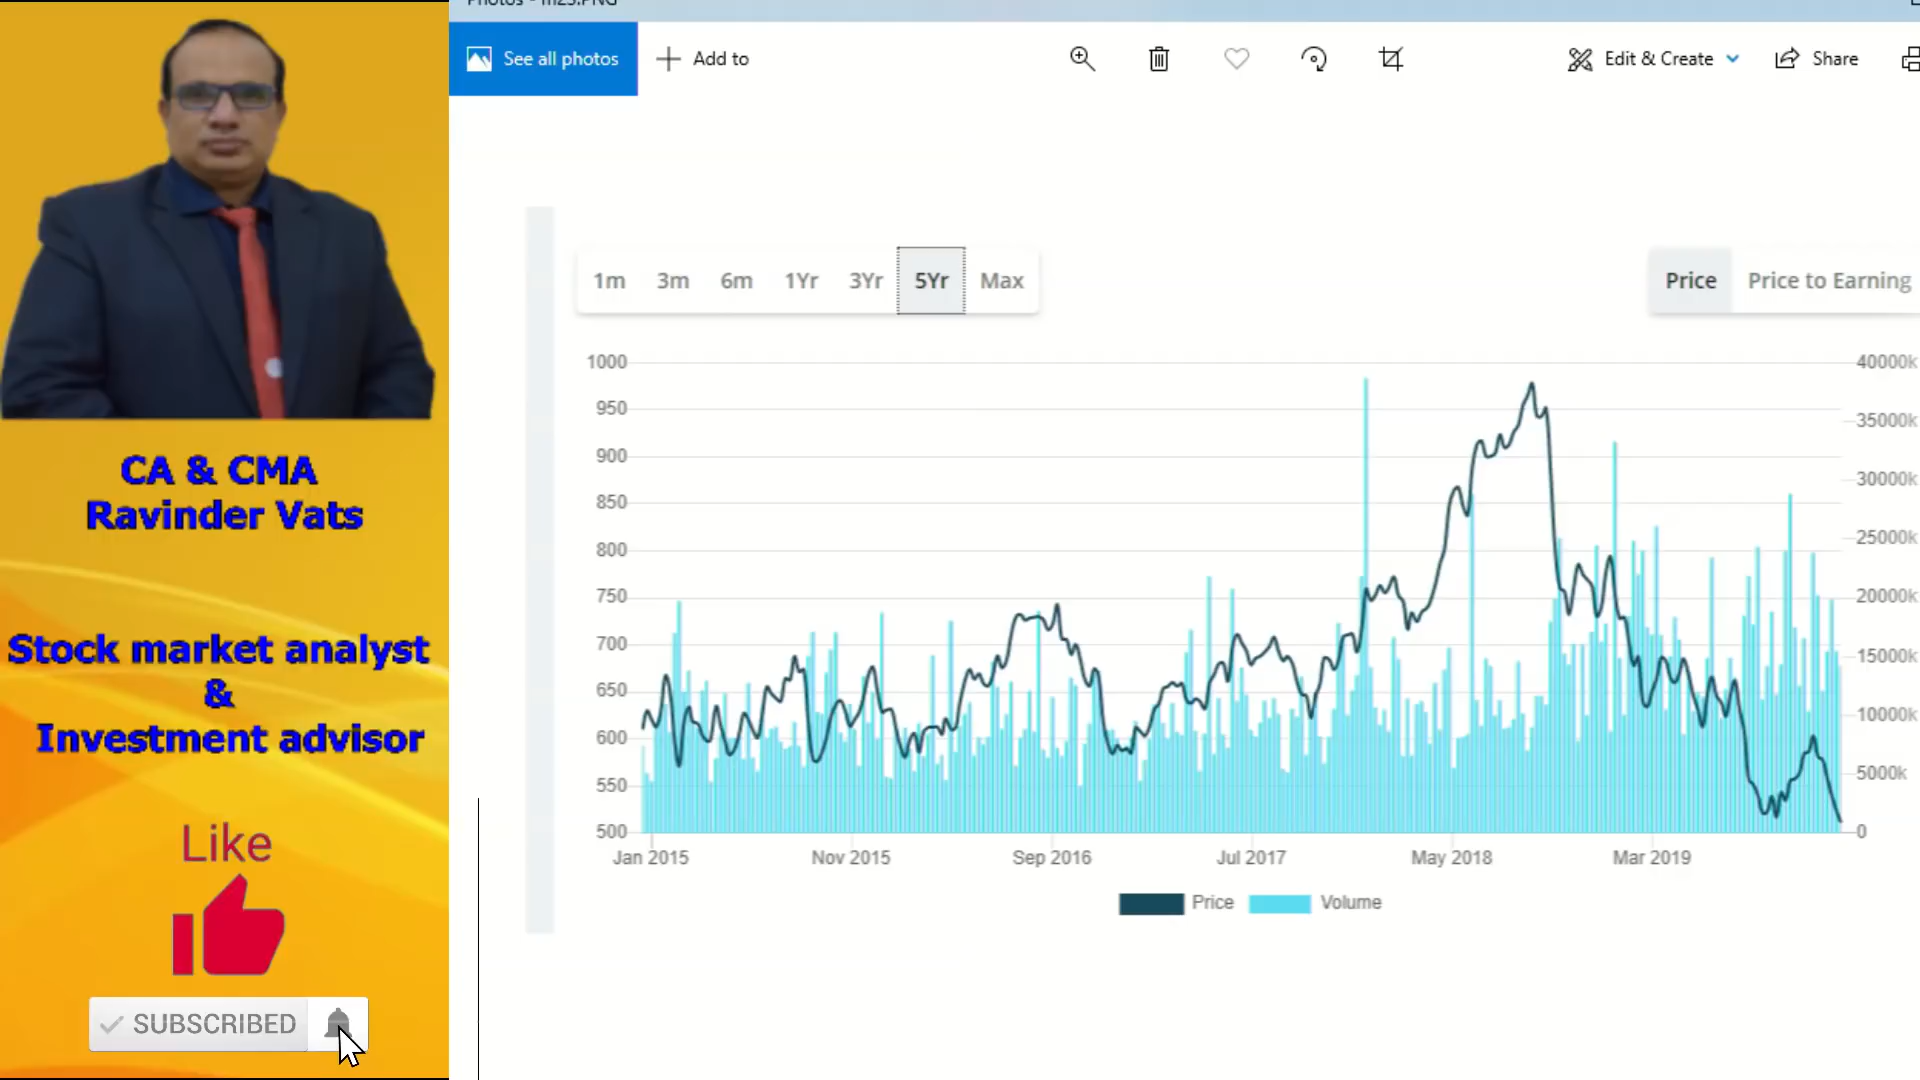 Photos - m25.PNG
See all photos
Add to
Edit & Create
Share
CA & CMA
Ravinder Vats
Stock market analyst
&
Investment advisor
Like
SUBSCRIBED
1m 3m 6m 1Yr 3Yr 5Yr Max
Price Price to Earning
1000 40000k
950
35000k
900
30000k
850
800
25000k
750 20000k
700
15000k
650
10000k
600
550
5000k
500 0
Jan 2015 Nov 2015 Sep 2016 Jul 2017 May 2018 Mar 2019
Price Volume